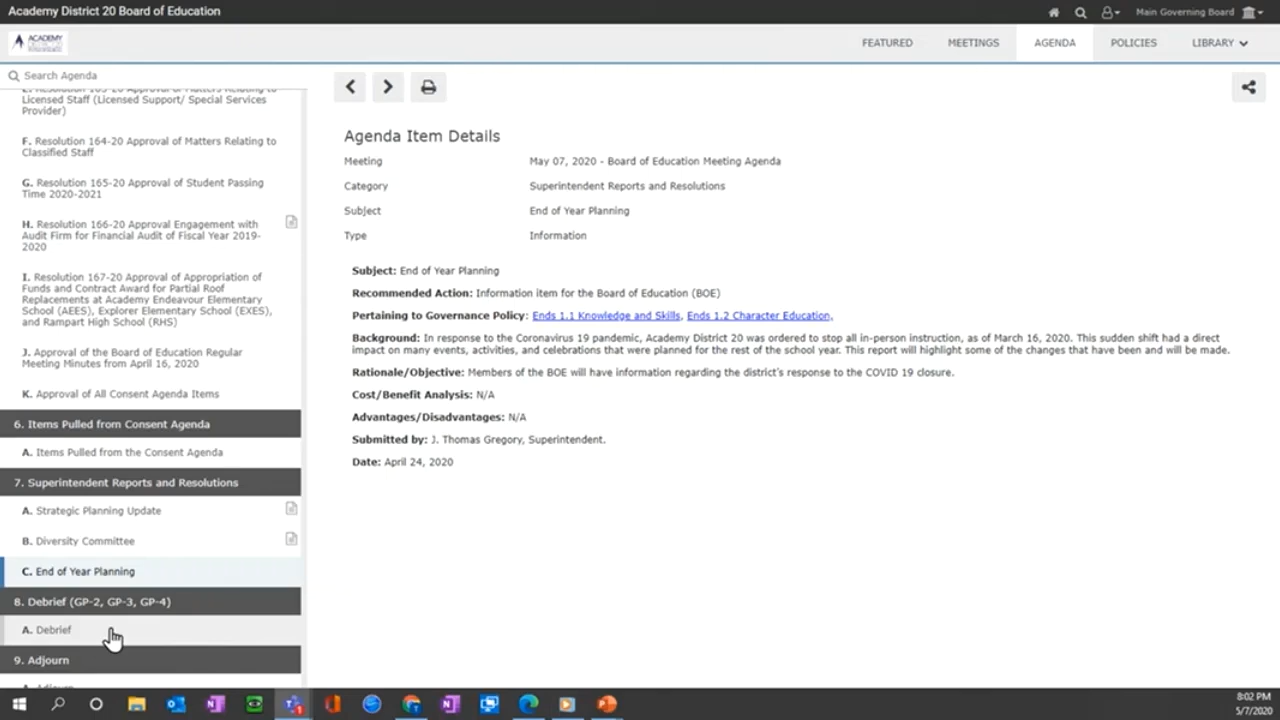 Academy District 20 Board of Education
Main Governing Board
ACADEMY
FEATURED
MEETINGS
AGENDA
POLICIES
LIBRARY
Search Agenda
Licensed Staff (Licensed Support/ Special Services
Provider)
F. Resolution 164-20 Approval of Matters Relating to
Classified Staff
G. Resolution 165-20 Approval of Student Passing
Time 2020-2021
H. Resolution 166-20 Approval Engagement with
Audit Firm for Financial Audit of Fiscal Year 2019-
2020
I. Resolution 167-20 Approval of Appropriation of
Funds and Contract Award for Partial Roof
Replacements at Academy Endeavour Elementary
School (AEES), Explorer Elementary School (EXES),
and Rampart High School (RHS)
J. Approval of the Board of Education Regular
Meeting Minutes from April 16, 2020
K. Approval of All Consent Agenda Items
6. Items Pulled from Consent Agenda
A. Items Pulled from the Consent Agenda
7. Superintendent Reports and Resolutions
A. Strategic Planning Update
B. Diversity Committee
C. End of Year Planning
8. Debrief (GP-2, GP-3, GP-4)
A. Debrief
9. Adjourn
Agenda Item Details
Meeting May 07, 2020 - Board of Education Meeting Agenda
Category Superintendent Reports and Resolutions
Subject End of Year Planning
Type Information
Subject: End of Year Planning
Recommended Action: Information item for the Board of Education (BOE)
Pertaining to Governance Policy: Ends 1.1 Knowledge and Skills, Ends 1.2 Character Education,
Background: In response to the Coronavirus 19 pandemic, Academy District 20 was ordered to stop all in-person instruction, as of March 16, 2020. This sudden shift had a direct
impact on many events, activities, and celebrations that were planned for the rest of the school year. This report will highlight some of the changes that have been and will be made.
Rationale/Objective: Members of the BOE will have information regarding the district's response to the COVID 19 closure.
Cost/Benefit Analysis: N/A
Advantages/Disadvantages: N/A
Submitted by: J. Thomas Gregory, Superintendent.
Date: April 24, 2020
8:02 PM
5/7/2020